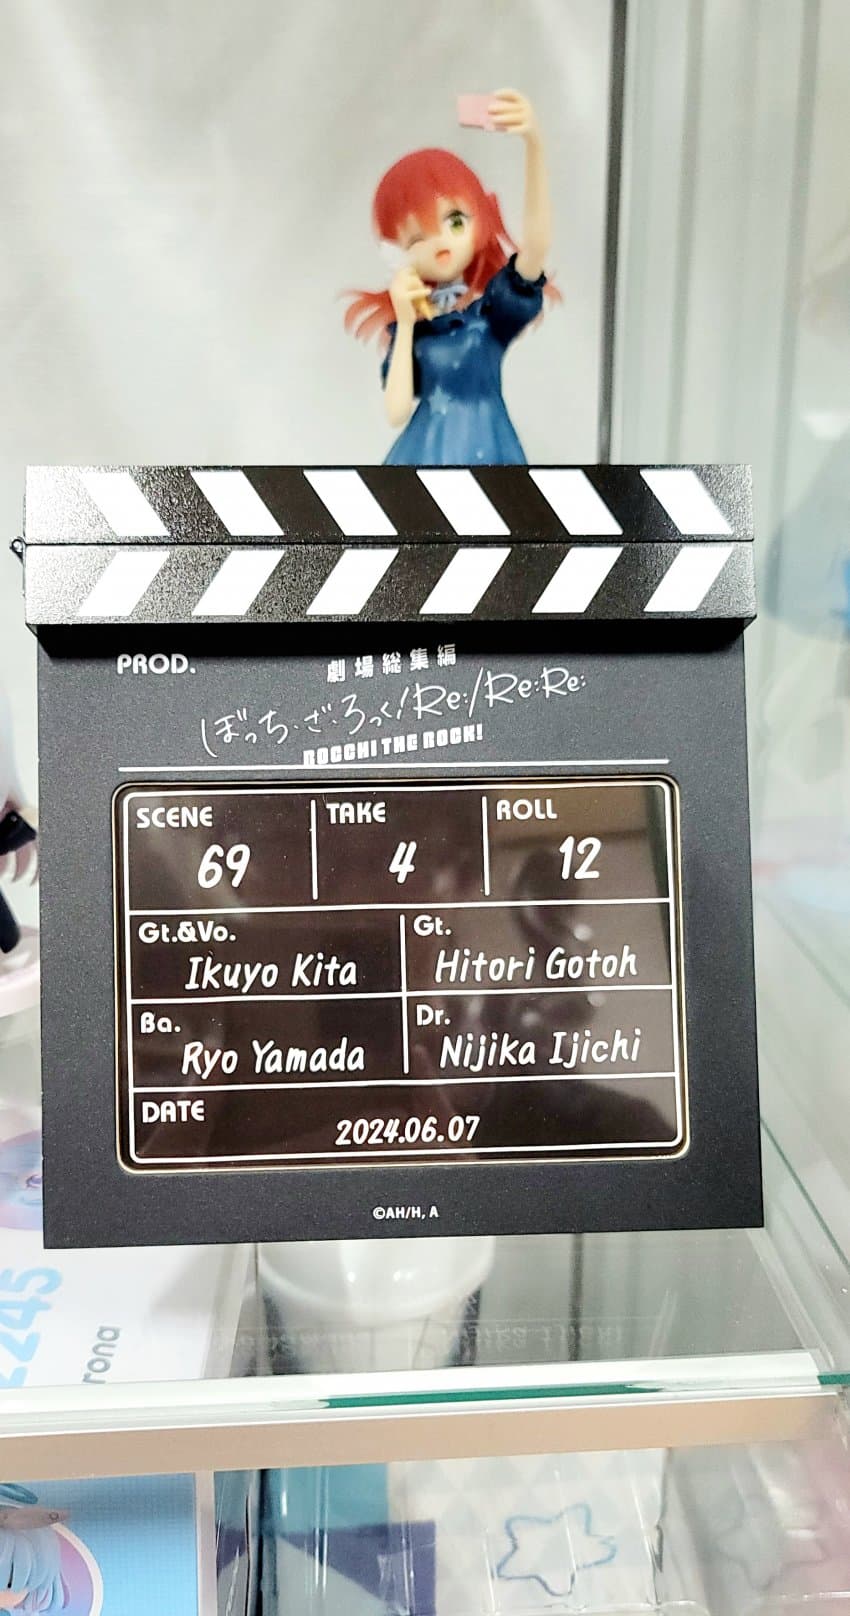 PROD.
劇場総集編
ぼっち・ざ・ろっく!Re:/Re:Re:
BOCCHI THE ROCK!
SCENE TAKE ROLL
69 4 12
Gt.&Vo. Gt.
Ikuyo Kita Hitori Gotoh
Ba. Dr.
Ryo Yamada Nijika Ijichi
DATE
2024.06.07
©AH/H, A
2245
rona